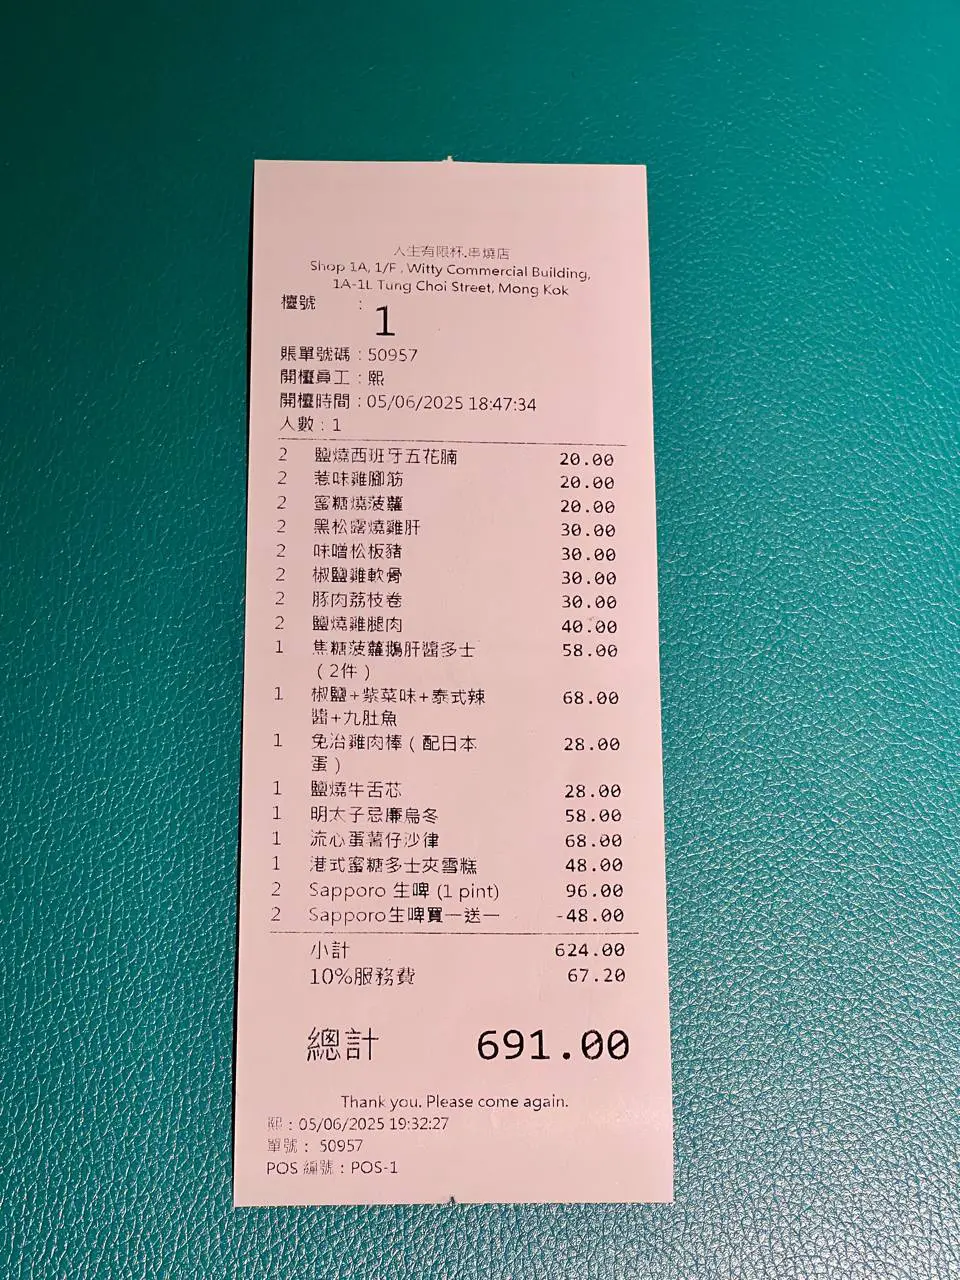 人生有限杯.串燒店
Shop 1A, 1/F , Witty Commercial Building,
1A-1L Tung Choi Street, Mong Kok
檯號 :
1
賬單號碼 : 50957
開檯員工 : 熙
開檯時間 : 05/06/2025 18:47:34
人數 : 1
2 鹽燒西班牙五花腩 20.00
2 惹味雞腳筋 20.00
2 蜜糖燒菠蘿 20.00
2 黑松露燒雞肝 30.00
2 味噌松板豬 30.00
2 椒鹽雞軟骨 30.00
2 豚肉荔枝卷 30.00
2 鹽燒雞腿肉 40.00
1 焦糖菠蘿鵝肝醬多士 58.00
（2件）
1 椒鹽+紫菜味+泰式辣 68.00
醬+九肚魚
1 免治雞肉棒（配日本 28.00
蛋）
1 鹽燒牛舌芯 28.00
1 明太子忌廉烏冬 58.00
1 流心蛋薯仔沙律 68.00
1 港式蜜糖多士夾雪糕 48.00
2 Sapporo 生啤 (1 pint) 96.00
2 Sapporo生啤買一送一 -48.00
小計 624.00
10%服務費 67.20
總計 691.00
Thank you. Please come again.
熙 : 05/06/2025 19:32:27
單號 : 50957
POS 編號 : POS-1